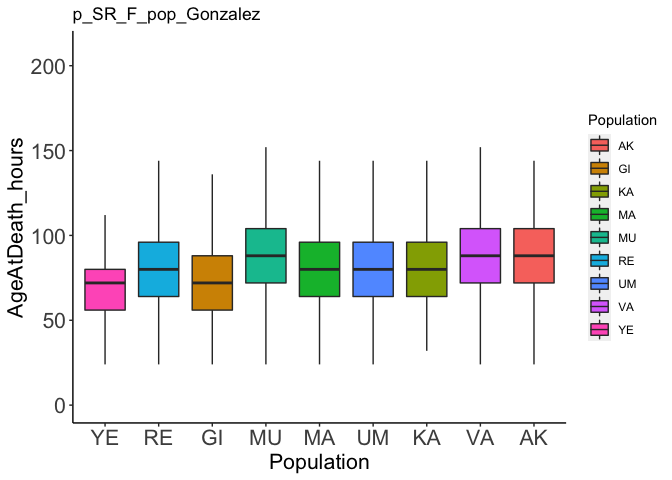 p_SR_F_pop_Gonzalez
AgeAtDeath_hours
200
150
100
50
0
YE RE GI MU MA UM KA VA AK
Population
Population
AK
GI
KA
MA
MU
RE
UM
VA
YE